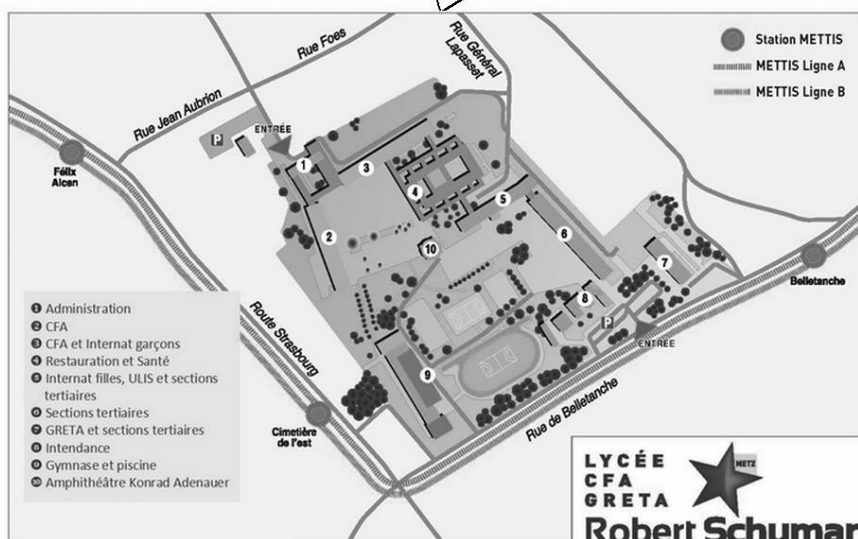 Rue Foes
Rue Général
Lapasset
Station METTIS
METTIS Ligne A
METTIS Ligne B
Rue Jean Aubrion
ENTRÉE
P
Félix
Alcan
1
3
4
2
5
10
6
7
Belletanche
8
P
ENTRÉE
9
Route Strasbourg
Rue de Belletanche
Cimetière
de l'est
1 Administration
2 CFA
3 CFA et Internat garçons
4 Restauration et Santé
5 Internat filles, ULIS et sections
tertiaires
6 Sections tertiaires
7 GRETA et sections tertiaires
8 Intendance
9 Gymnase et piscine
10 Amphithéâtre Konrad Adenauer
LYCÉE
CFA
GRETA
METZ
Robert Schuman